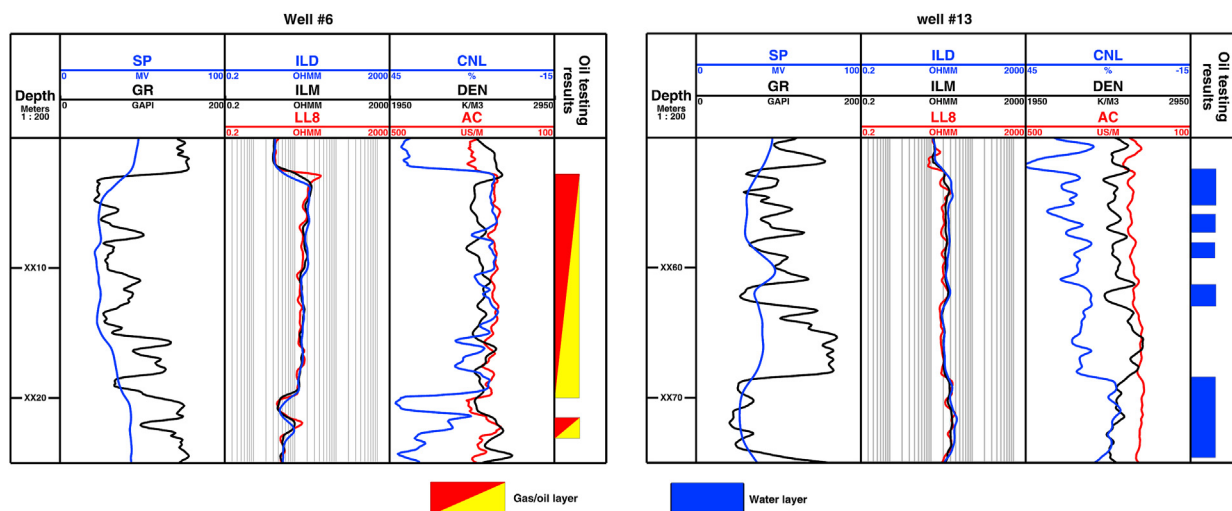 Well #6
SP
0 MV 100
GR
0 GAPI 200
ILD
0.2 OHMM 2000
ILM
0.2 OHMM 2000
LL8
0.2 OHMM 2000
CNL
45 % -15
DEN
1950 K/M3 2950
AC
500 US/M 100
Depth
Meters
1 : 200
Oil testing
results
XX10
XX20
well #13
SP
0 MV 100
GR
0 GAPI 200
ILD
0.2 OHMM 2000
ILM
0.2 OHMM 2000
LL8
0.2 OHMM 2000
CNL
45 % -15
DEN
1950 K/M3 2950
AC
500 US/M 100
Depth
Meters
1 : 200
Oil testing
results
XX60
XX70
Gas/oil layer
Water layer